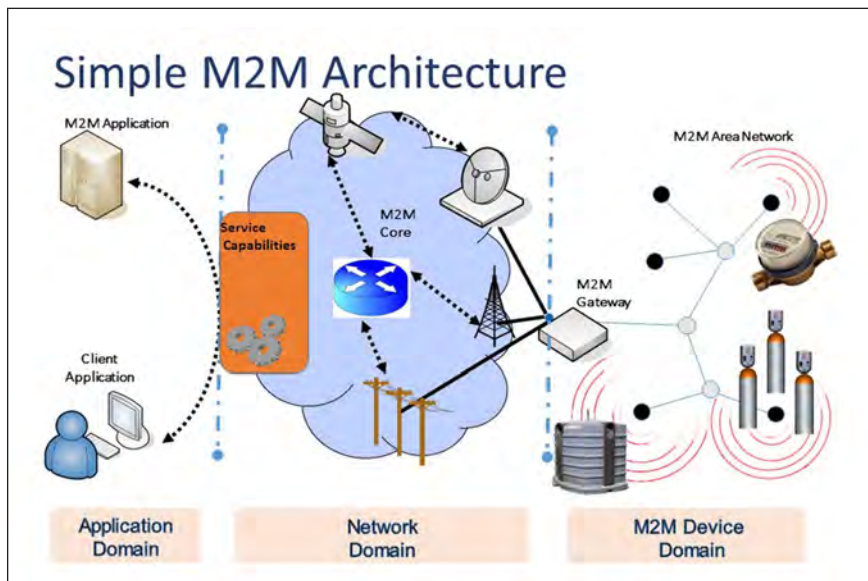 Simple M2M Architecture
M2M Application
M2M Area Network
Service
Capabilities
M2M
Core
M2M
Gateway
Client
Application
Application
Domain
Network
Domain
M2M Device
Domain